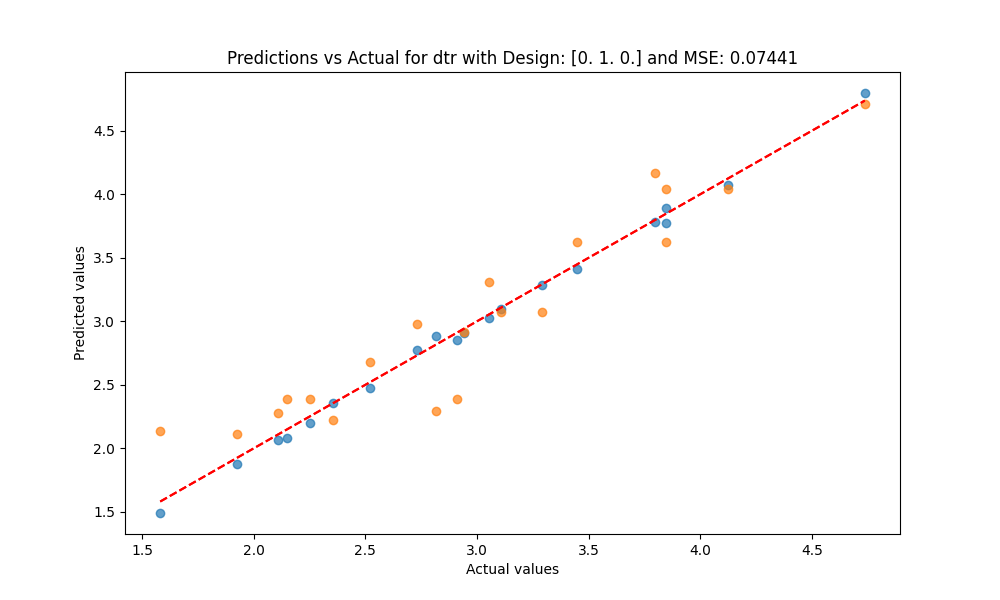 Predictions vs Actual for dtr with Design: [0. 1. 0.] and MSE: 0.07441
4.5
4.0
3.5
3.0
2.5
2.0
1.5
Predicted values
1.5 2.0 2.5 3.0 3.5 4.0 4.5
Actual values